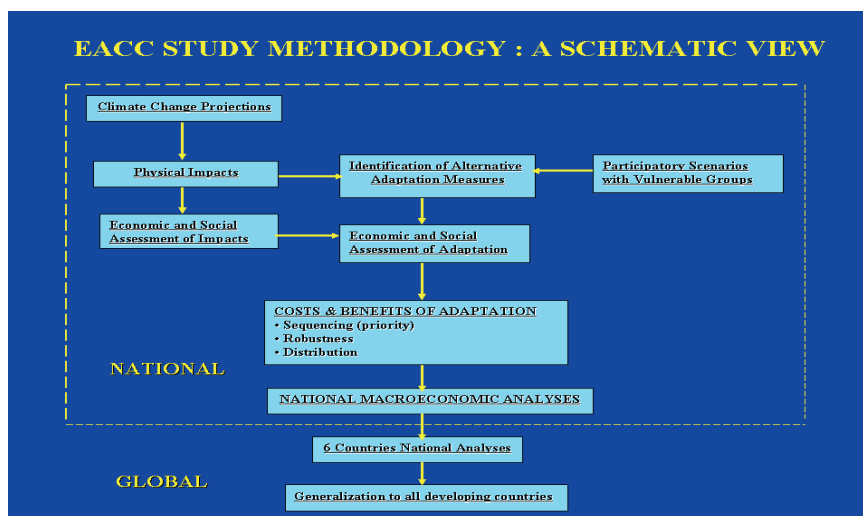 EACC STUDY METHODOLOGY : A SCHEMATIC VIEW
Climate Change Projections
Physical Impacts
Identification of Alternative
Adaptation Measures
Participatory Scenarios
with Vulnerable Groups
Economic and Social
Assessment of Impacts
Economic and Social
Assessment of Adaptation
COSTS & BENEFITS OF ADAPTATION
• Sequencing (priority)
• Robustness
• Distribution
NATIONAL
NATIONAL MACROECONOMIC ANALYSES
6 Countries National Analyses
GLOBAL
Generalization to all developing countries